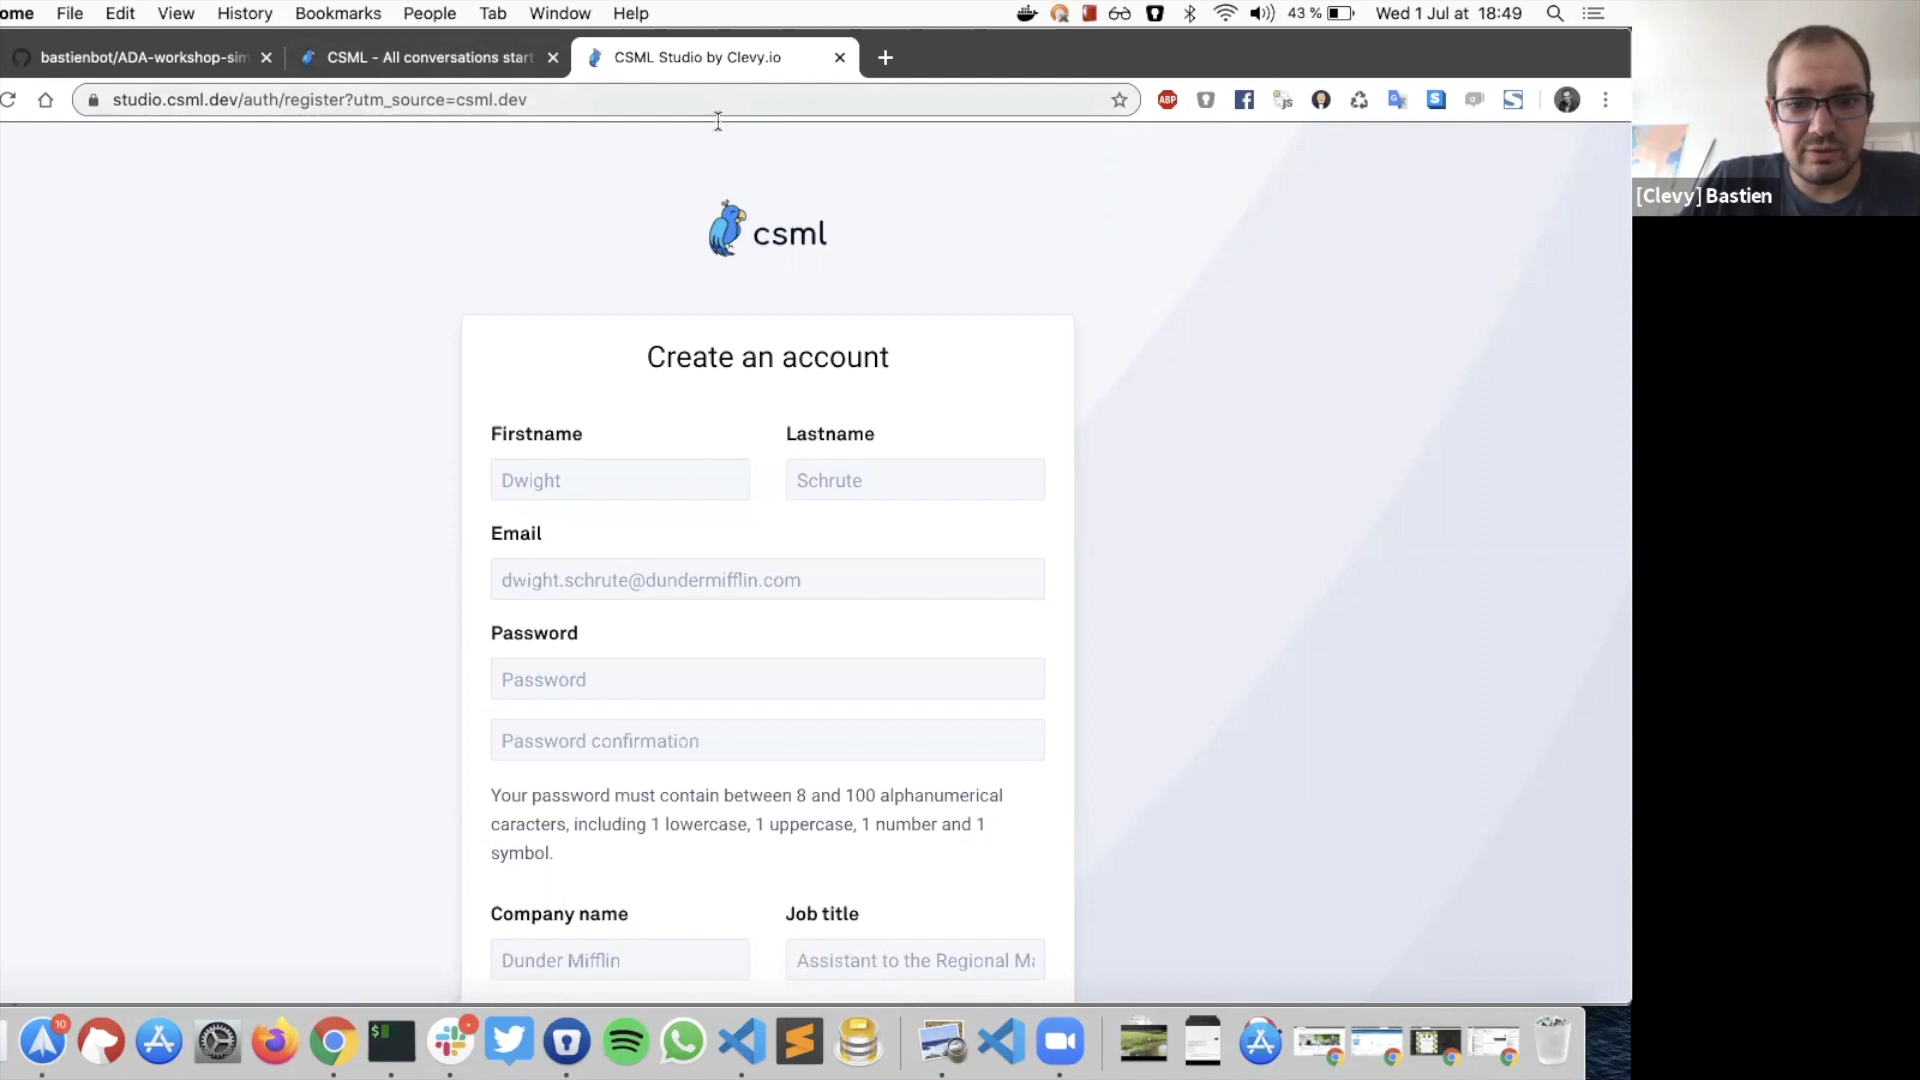 ome File Edit View History Bookmarks People Tab Window Help 43 % Wed 1 Jul at 18:49
bastienbot/ADA-workshop-sim CSML - All conversations start CSML Studio by Clevy.io
studio.csml.dev/auth/register?utm_source=csml.dev ABP
[Clevy] Bastien
csml
Create an account
Firstname Lastname
Dwight Schrute
Email
dwight.schrute@dundermifflin.com
Password
Password
Password confirmation
Your password must contain between 8 and 100 alphanumerical
caracters, including 1 lowercase, 1 uppercase, 1 number and 1
symbol.
Company name Job title
Dunder Mifflin Assistant to the Regional Ma
10